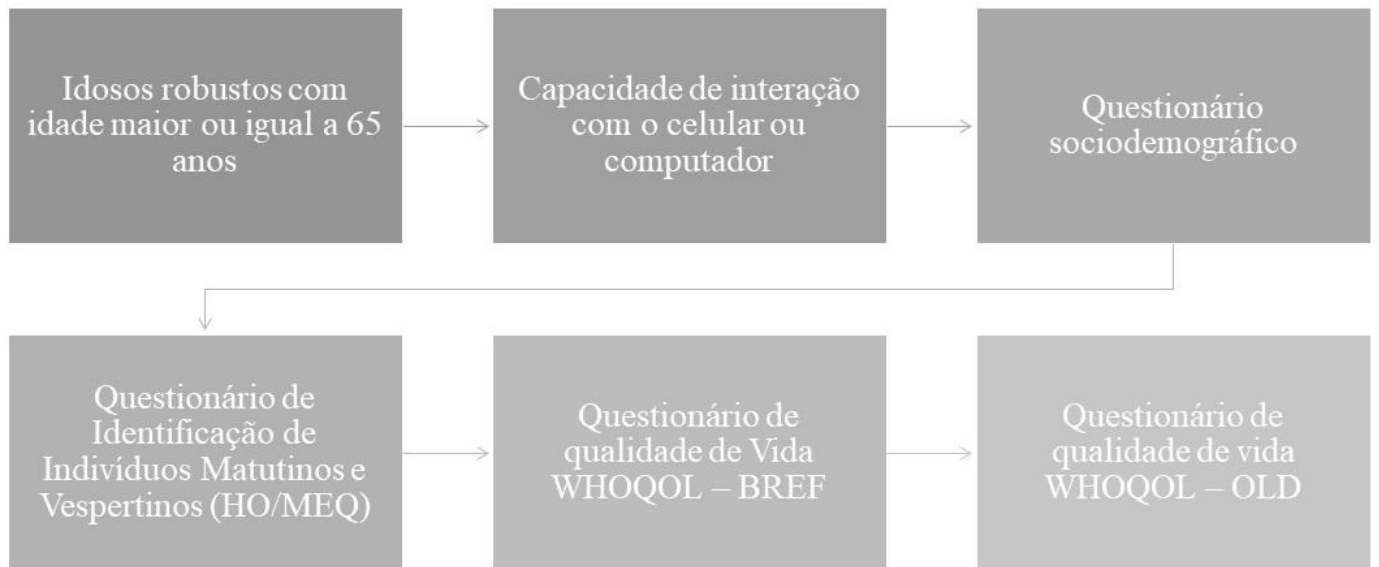 Idosos robustos com
idade maior ou igual a 65
anos
Capacidade de interação
com o celular ou
computador
Questionário
sociodemográfico
Questionário de
Identificação de
Indivíduos Matutinos e
Vespertinos (HO/MEQ)
Questionário de
qualidade de Vida
WHOQOL – BREF
Questionário de
qualidade de vida
WHOQOL – OLD